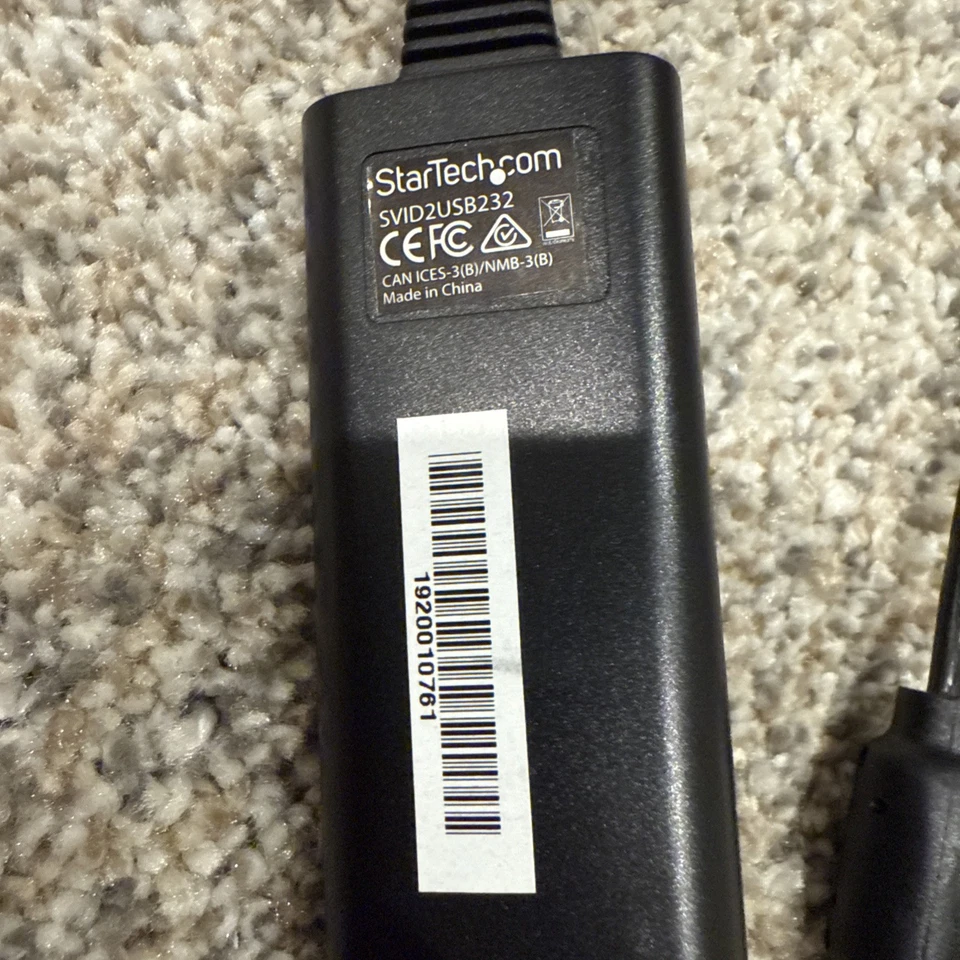 StarTech.com
SVID2USB232
CE FC
CAN ICES-3(B)/NMB-3(B)
Made in China
1920010761